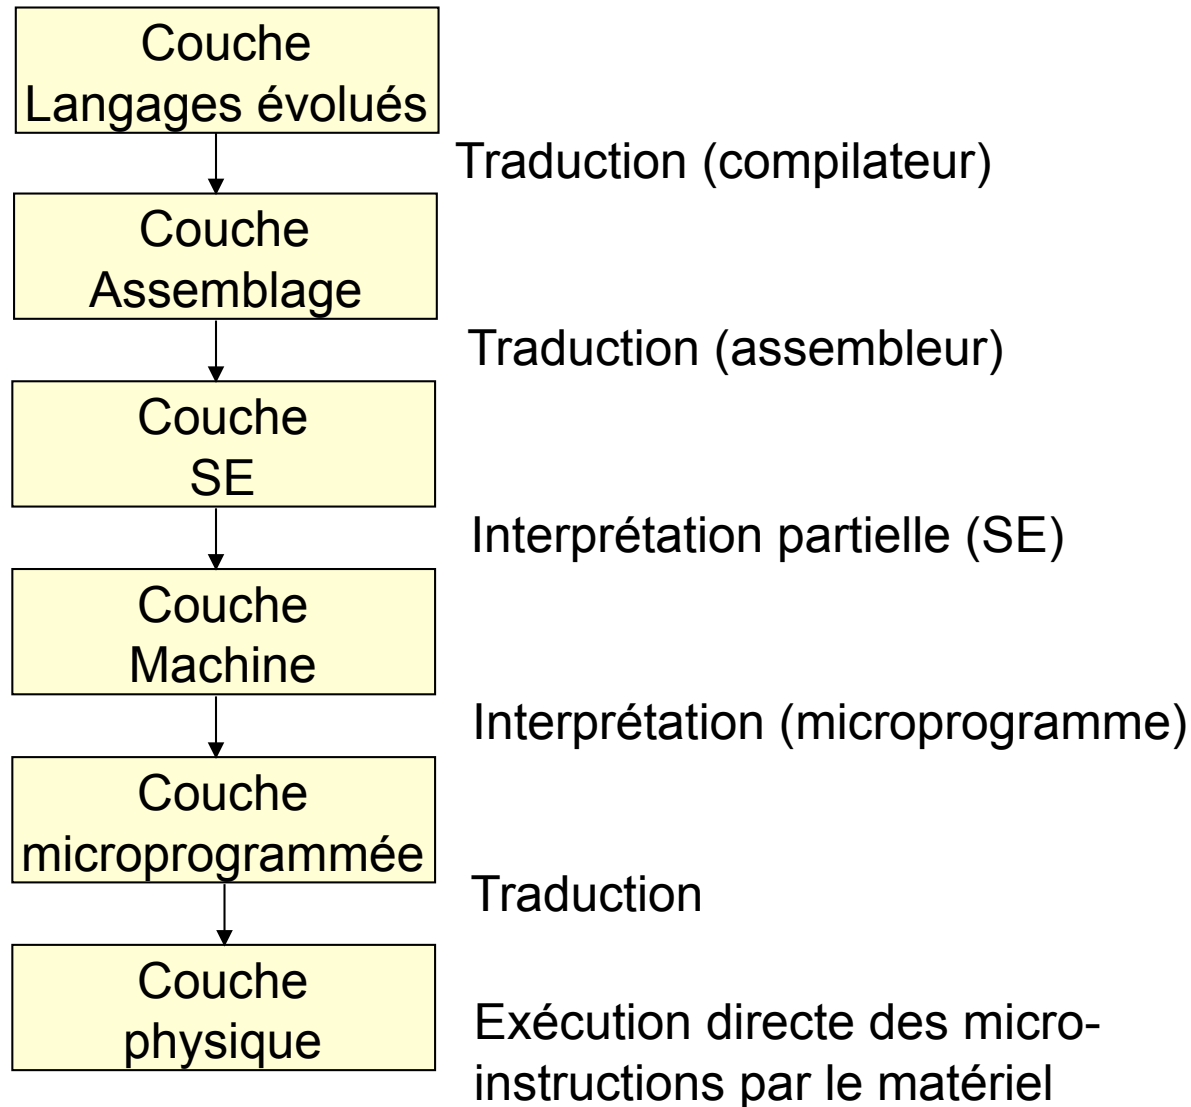 Couche
Langages évolués
Traduction (compilateur)
Couche
Assemblage
Traduction (assembleur)
Couche
SE
Interprétation partielle (SE)
Couche
Machine
Interprétation (microprogramme)
Couche
microprogrammée
Traduction
Couche
physique
Exécution directe des micro-
instructions par le matériel